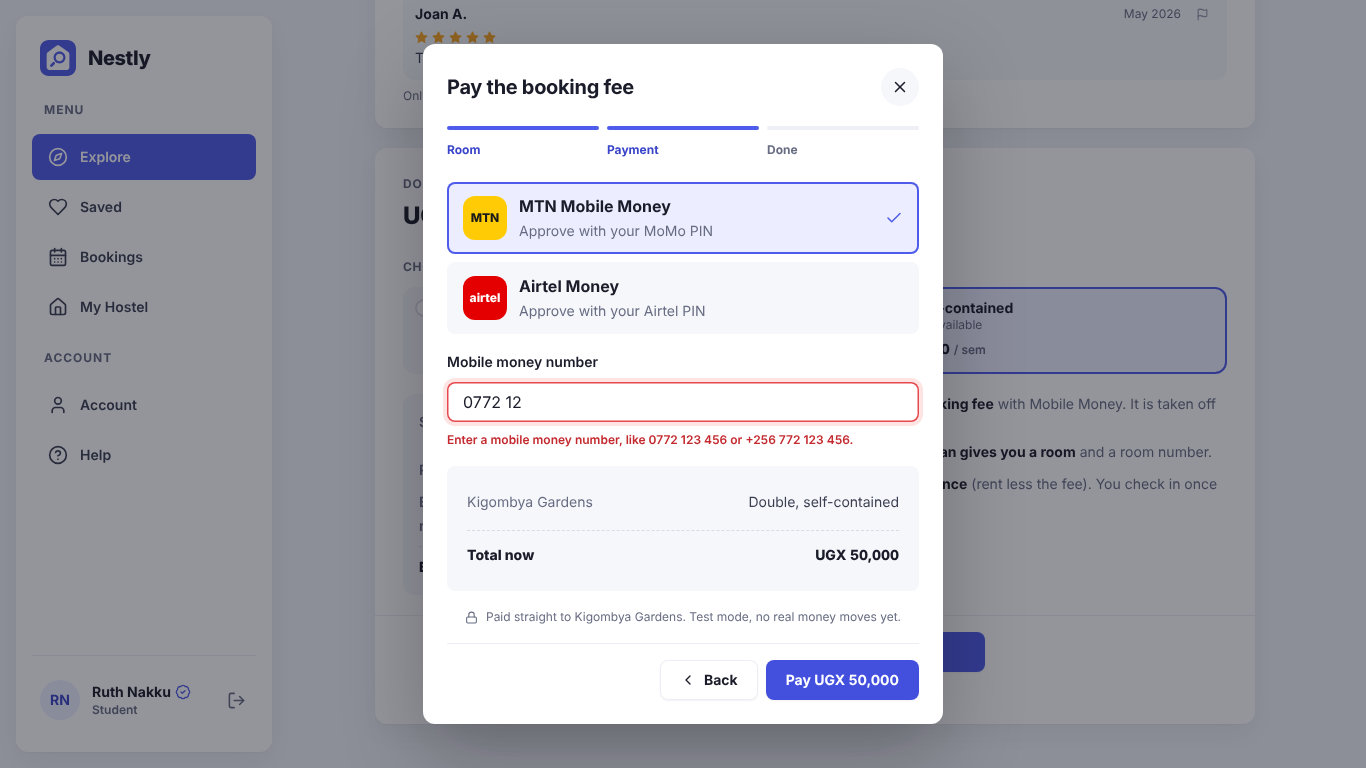 Nestly
MENU
Explore
Saved
Bookings
My Hostel
ACCOUNT
Account
Help
RN
Ruth Nakku
Student
Joan A.
May 2026
Pay the booking fee
Room
Payment
Done
MTN
MTN Mobile Money
Approve with your MoMo PIN
airtel
Airtel Money
Approve with your Airtel PIN
Mobile money number
0772 12
Enter a mobile money number, like 0772 123 456 or +256 772 123 456.
Kigombya Gardens Double, self-contained
Total now UGX 50,000
Paid straight to Kigombya Gardens. Test mode, no real money moves yet.
Back
Pay UGX 50,000
-contained
/ sem
fee with Mobile Money. It is taken off
gives you a room and a room number.
(rent less the fee). You check in once